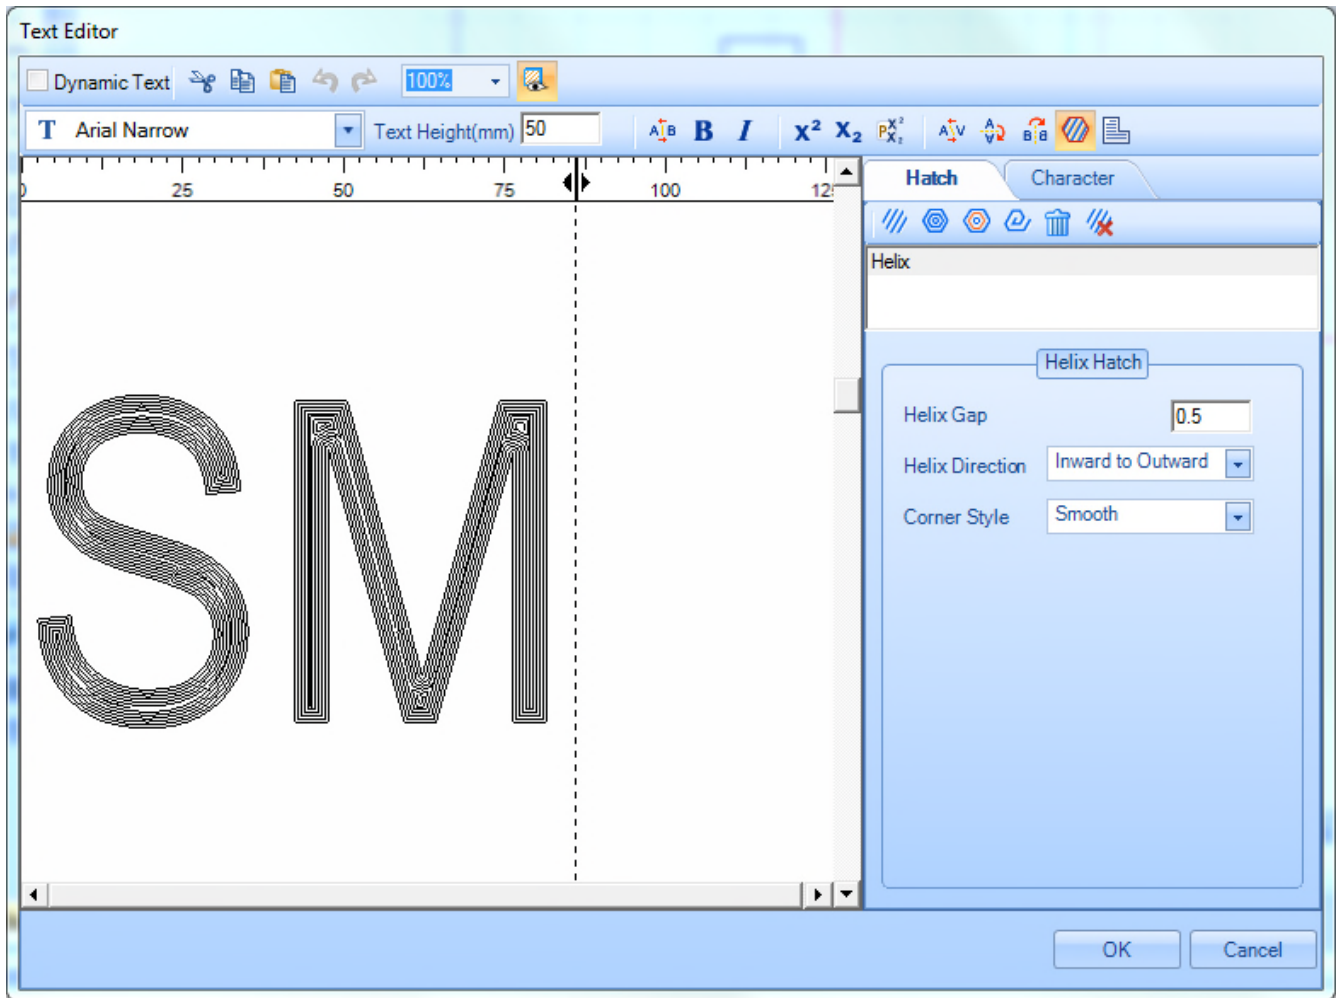 Text Editor
Dynamic Text 100%
T Arial Narrow Text Height(mm) 50 A B B I X² X₂ PX²₂ A V A V B B
0 25 50 75 100 12
Hatch Character
Helix
Helix Hatch
Helix Gap 0.5
Helix Direction Inward to Outward
Corner Style Smooth
SM
OK Cancel